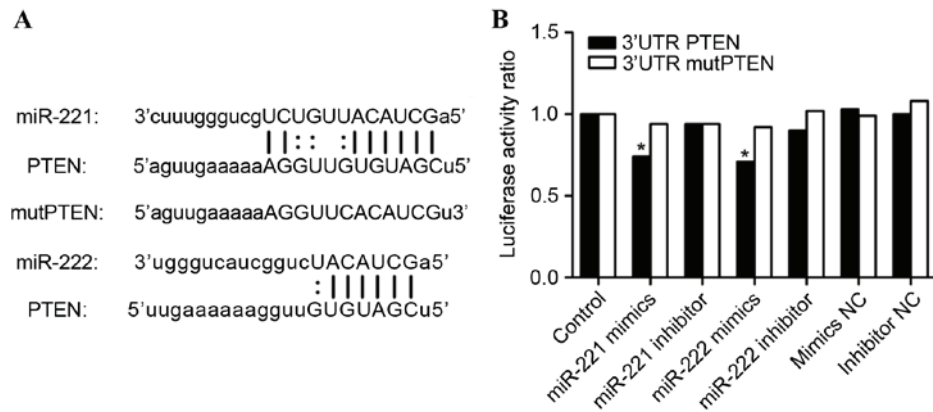 A
miR-221: 3'cuuugggucgUCUGUUACAUCGa5'
PTEN: 5'aguugaaaaaAGGUUGUGUAGCu5'
mutPTEN: 5'aguugaaaaaAGGUUCACAUCGu3'
miR-222: 3'ugggucaucggucUACAUCGa5'
PTEN: 5'uugaaaaaagguuGUGUAGCu5'
B
Luciferase activity ratio
1.5
1.0
0.5
0.0
3'UTR PTEN
3'UTR mutPTEN
*
*
Control
miR-221 mimics
miR-221 inhibitor
miR-222 mimics
miR-222 inhibitor
Mimics NC
Inhibitor NC